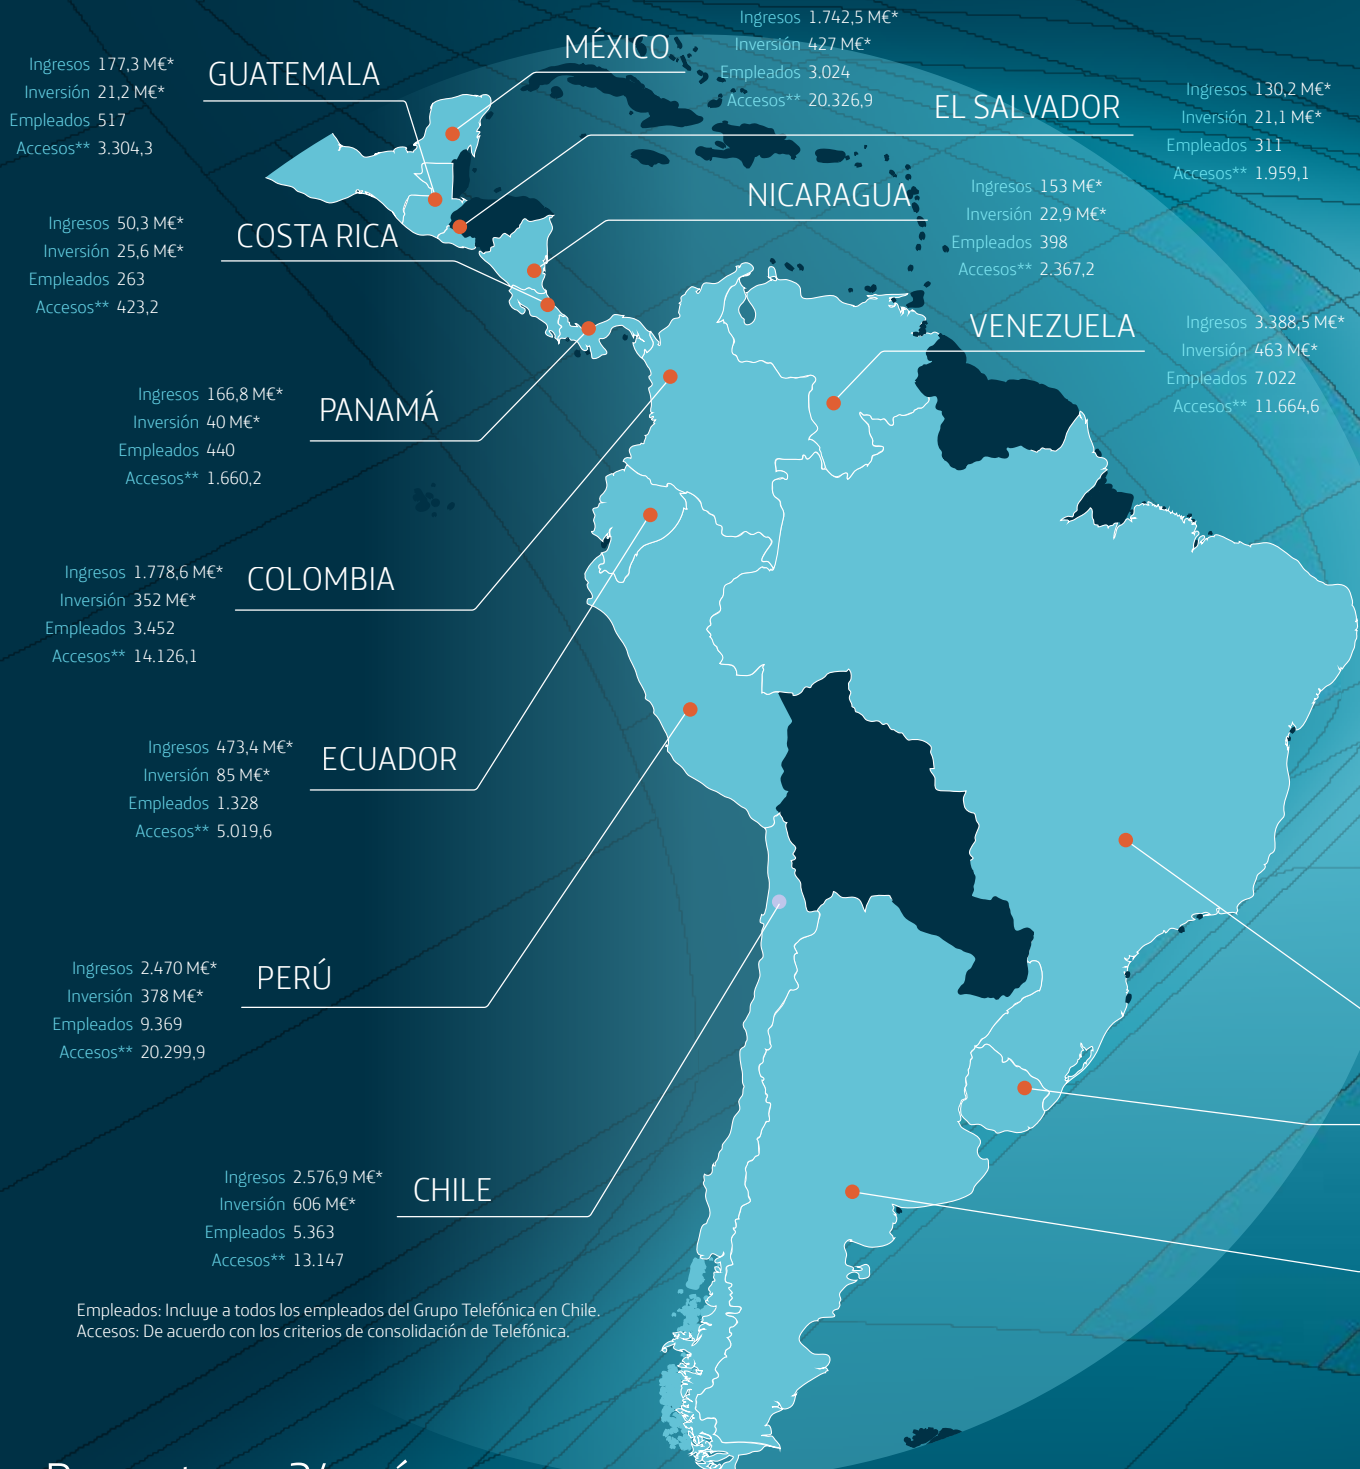 Ingresos 1.742,5 M€*
Inversión 427 M€*
Empleados 3.024
Accesos** 20.326,9
MÉXICO
Ingresos 177,3 M€*
Inversión 21,2 M€*
Empleados 517
Accesos** 3.304,3
GUATEMALA
EL SALVADOR
Ingresos 130,2 M€*
Inversión 21,1 M€*
Empleados 311
Accesos** 1.959,1
NICARAGUA
Ingresos 153 M€*
Inversión 22,9 M€*
Empleados 398
Accesos** 2.367,2
Ingresos 50,3 M€*
Inversión 25,6 M€*
Empleados 263
Accesos** 423,2
COSTA RICA
VENEZUELA
Ingresos 3.388,5 M€*
Inversión 463 M€*
Empleados 7.022
Accesos** 11.664,6
Ingresos 166,8 M€*
Inversión 40 M€*
Empleados 440
Accesos** 1.660,2
PANAMÁ
Ingresos 1.778,6 M€*
Inversión 352 M€*
Empleados 3.452
Accesos** 14.126,1
COLOMBIA
Ingresos 473,4 M€*
Inversión 85 M€*
Empleados 1.328
Accesos** 5.019,6
ECUADOR
Ingresos 2.470 M€*
Inversión 378 M€*
Empleados 9.369
Accesos** 20.299,9
PERÚ
Ingresos 2.576,9 M€*
Inversión 606 M€*
Empleados 5.363
Accesos** 13.147
CHILE
Empleados: Incluye a todos los empleados del Grupo Telefónica en Chile.
Accesos: De acuerdo con los criterios de consolidación de Telefónica.